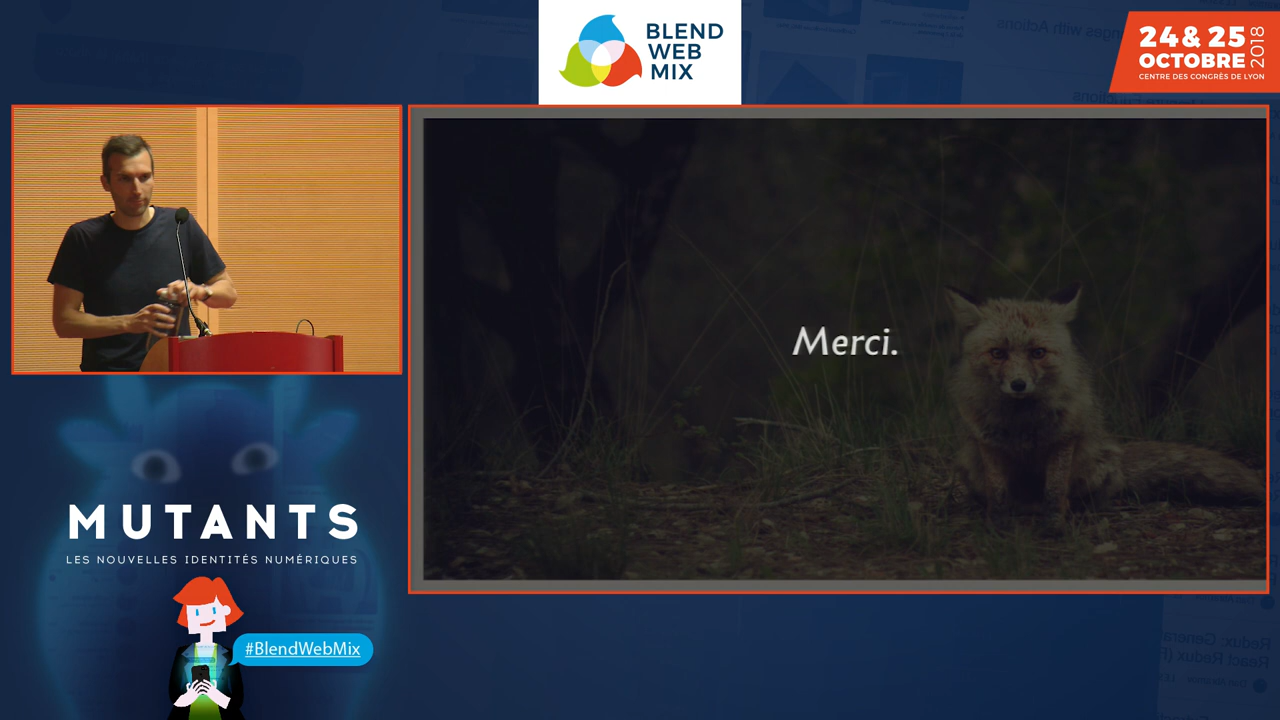 BLEND
WEB
MIX
24 & 25
OCTOBRE
2018
CENTRE DES CONGRÈS DE LYON
Merci.
MUTANTS
LES NOUVELLES IDENTITÉS NUMÉRIQUES
#BlendWebMix